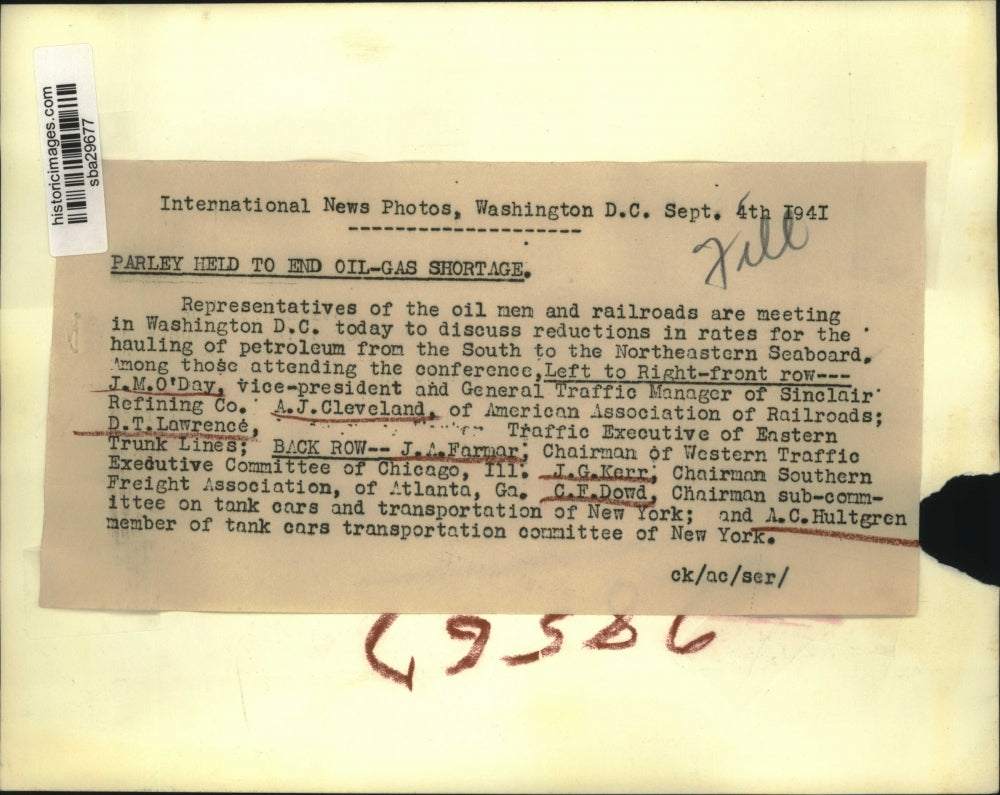 historicimages.com
sba29677
International News Photos, Washington D.C. Sept. 4th I94I
PARLEY HELD TO END OIL-GAS SHORTAGE.
Representatives of the oil men and railroads are meeting
in Washington D.C. today to discuss reductions in rates for the
hauling of petroleum from the South to the Northeastern Seaboard.
Among those attending the conference, Left to Right-front row---
J.M.O'Day, vice-president and General Traffic Manager of Sinclair
Refining Co. A.J.Cleveland, of American Association of Railroads;
D.T.Lawrence, Traffic Executive of Eastern
Trunk Lines; BACK ROW-- J.A.Farmar; Chairman of Western Traffic
Executive Committee of Chicago, Ill: J.G.Kerr; Chairman Southern
Freight Association, of Atlanta, Ga. C.F.Dowd, Chairman sub-comm-
ittee on tank cars and transportation of New York; and A.C.Hultgren
member of tank cars transportation committee of New York.
ck/ac/ser/